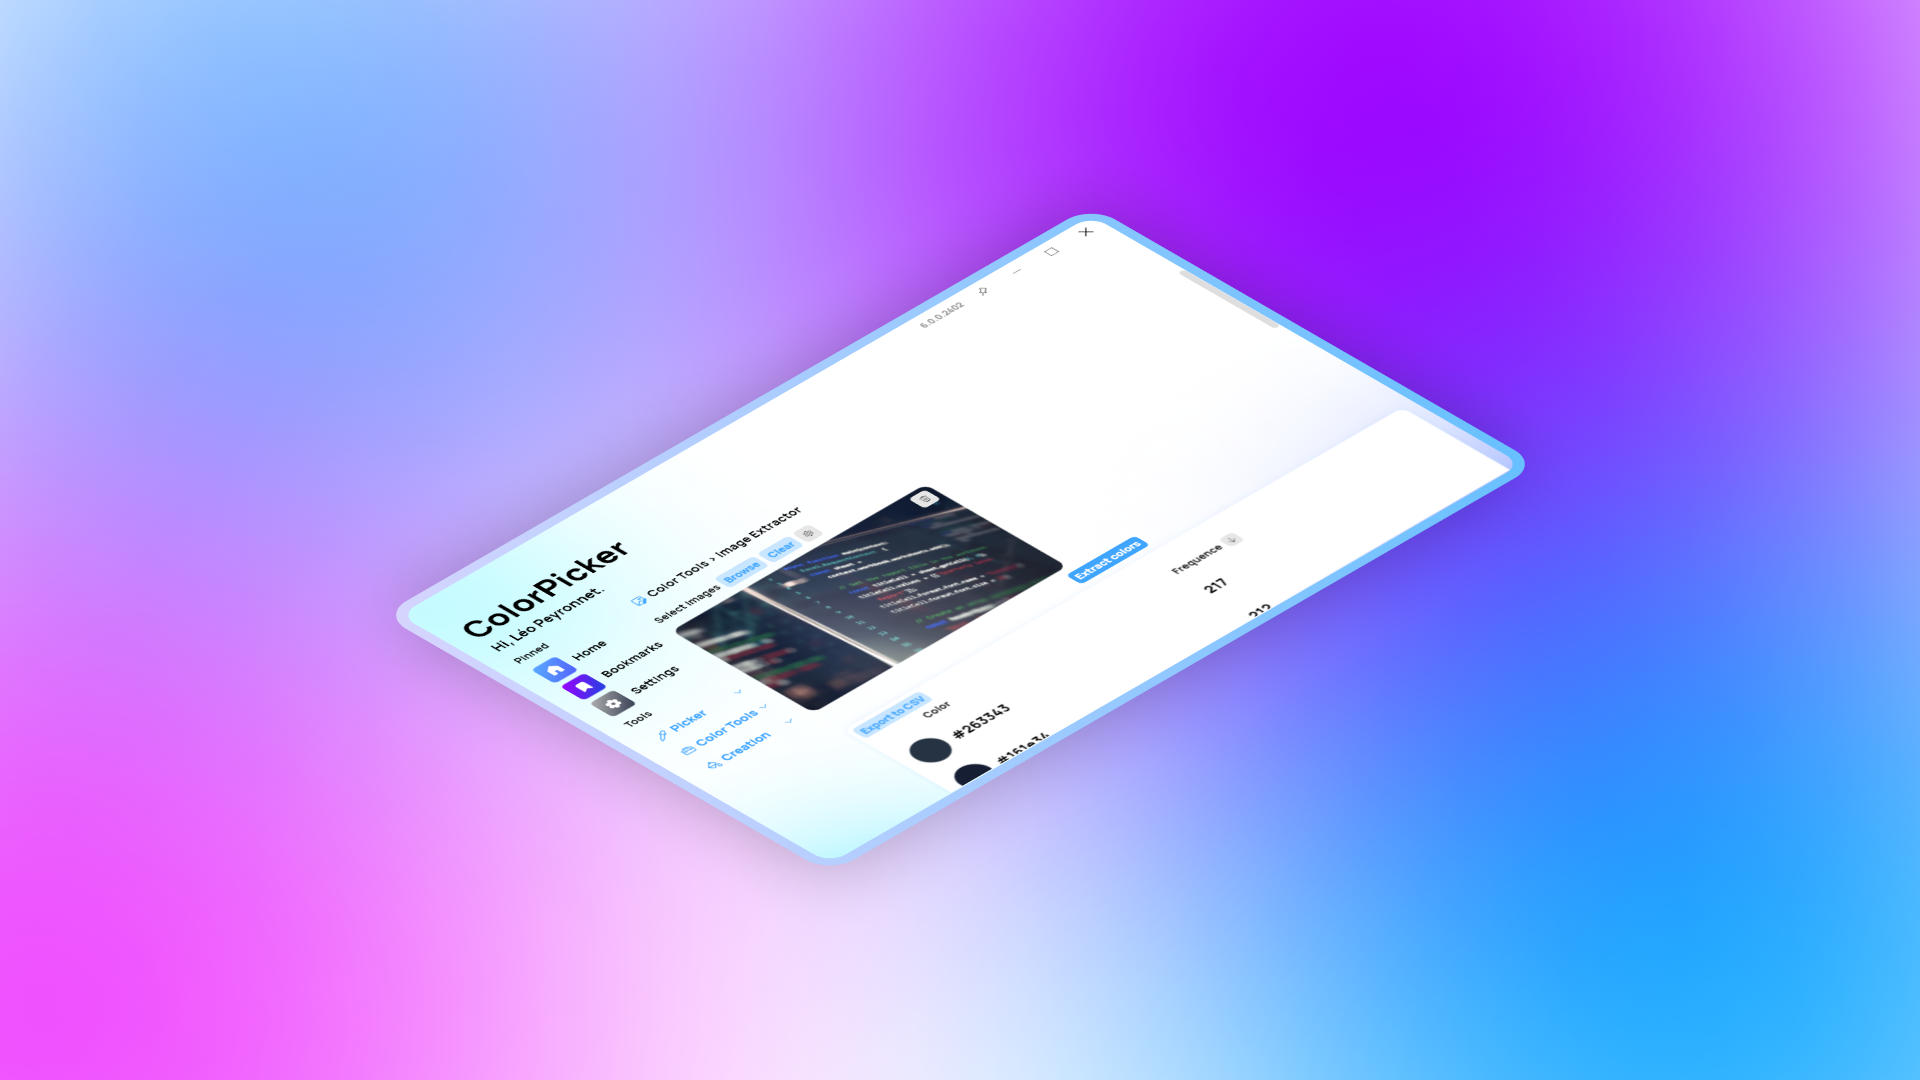 6.0.0.2402
ColorPicker
Hi, Léo Peyronnet.
Pinned
Home
Bookmarks
Settings
Tools
Picker
Color Tools
Creation
Color Tools > Image Extractor
Select images
Browse
Clear
Extract colors
Export to CSV
Color
Frequence
#263343
217
#161e34
212